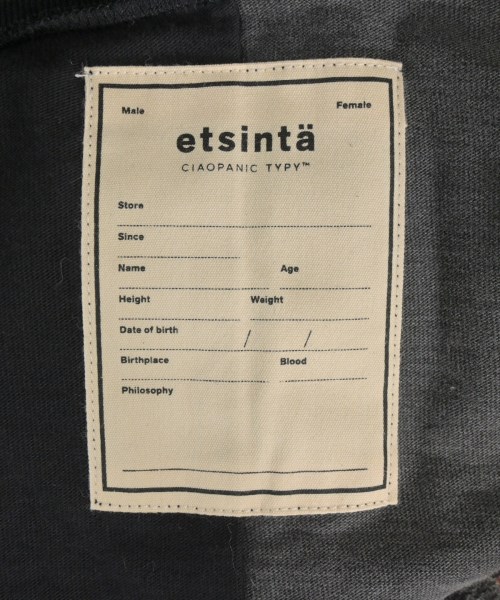 Male Female
etsintä
CIAOPANIC TYPY™
Store
Since
Name Age
Height Weight
Date of birth / /
Birthplace Blood
Philosophy